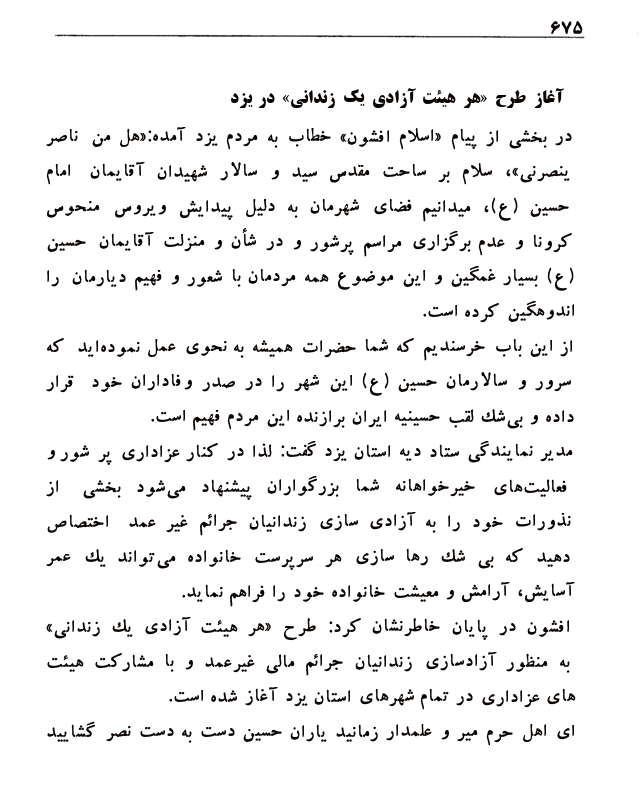 ۶۷۵
آغاز طرح «هر هیئت آزادی یک زندانی» در یزد
در بخشی از پیام «اسلام افشون» خطاب به مردم یزد آمده:«هل من ناصر
ینصرنی»، سلام بر ساحت مقدس سید و سالار شهیدان آقایمان امام
حسین (ع)، میدانیم فضای شهرمان به دلیل پیدایش ویروس منحوس
کرونا و عدم برگزاری مراسم پرشور و در شأن و منزلت آقایمان حسین
(ع) بسیار غمگین و این موضوع همه مردمان با شعور و فهیم دیارمان را
اندوهگین کرده است.
از این باب خرسندیم که شما حضرات همیشه به نحوی عمل نموده‌اید که
سرور و سالارمان حسین (ع) این شهر را در صدر وفاداران خود قرار
داده و بی‌شك لقب حسینیه ایران برازنده این مردم فهیم است.
مدیر نمایندگی ستاد دیه استان یزد گفت: لذا در کنار عزاداری پر شور و
فعالیت‌های خیرخواهانه شما بزرگواران پیشنهاد می‌شود بخشی از
نذورات خود را به آزادی سازی زندانیان جرائم غیر عمد اختصاص
دهید که بی شك رها سازی هر سرپرست خانواده می‌تواند یك عمر
آسایش، آرامش و معیشت خانواده خود را فراهم نماید.
افشون در پایان خاطرنشان کرد: طرح «هر هیئت آزادی یك زندانی»
به منظور آزادسازی زندانیان جرائم مالی غیرعمد و با مشارکت هیئت
های عزاداری در تمام شهرهای استان یزد آغاز شده است.
ای اهل حرم میر و علمدار زمانید یاران حسین دست به دست نصر گشایید